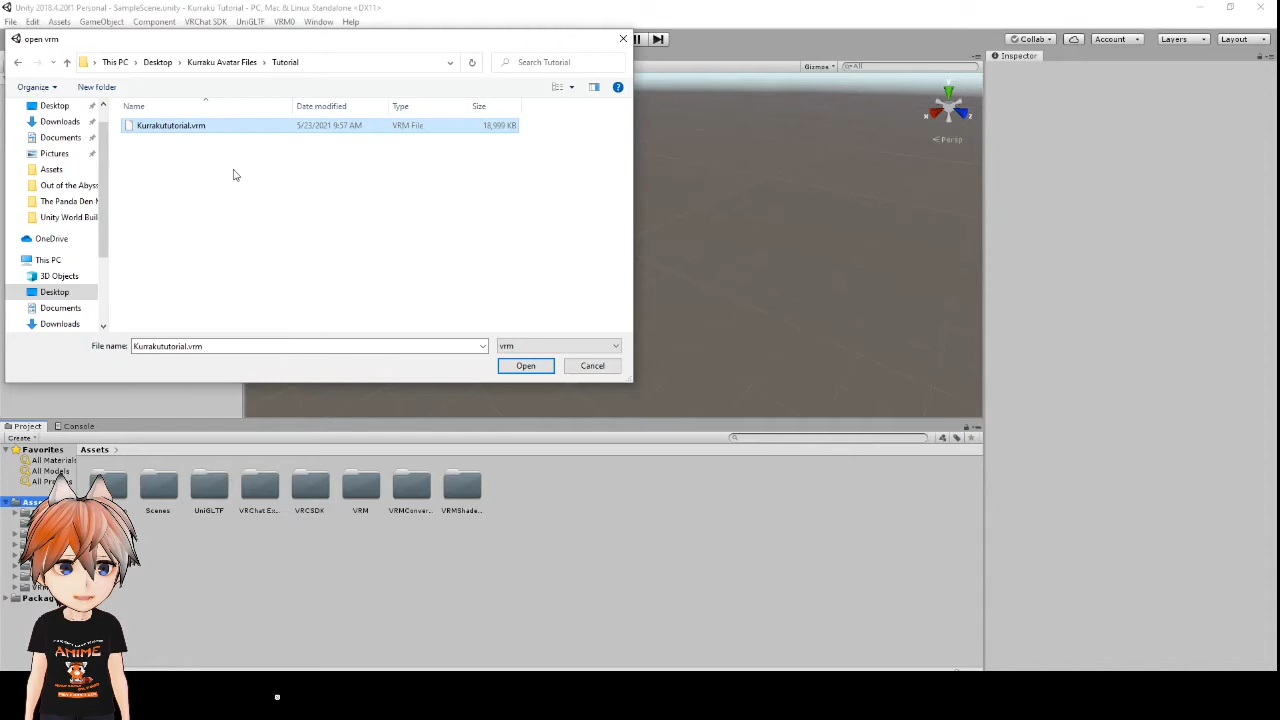 Unity 2018.4.20f1 Personal - SampleScene.unity - Kurraku Tutorial - PC, Mac & Linux Standalone <DX11>
File Edit Assets GameObject Component VRChat SDK UniGLTF VRM0 Window Help
open vrm
Collab
Account
Layers
Layout
This PC > Desktop > Kurraku Avatar Files > Tutorial
Search Tutorial
Gizmos
All
Inspector
Organize
New folder
Name
Date modified
Type
Size
Kurrakututorial.vrm
5/23/2021 9:57 AM
VRM File
18,999 KB
Desktop
Downloads
Documents
Pictures
Assets
Out of the Abyss
The Panda Den
Unity World Buil
OneDrive
This PC
3D Objects
Desktop
Documents
Downloads
Persp
File name:
Kurrakututorial.vrm
vrm
Open
Cancel
Project
Console
Create
Favorites
Assets >
All Materials
All Models
All
Scenes
UniGLTF
VRChat Ex...
VRCSDK
VRM
VRMConver...
VRMShade...
ANIME